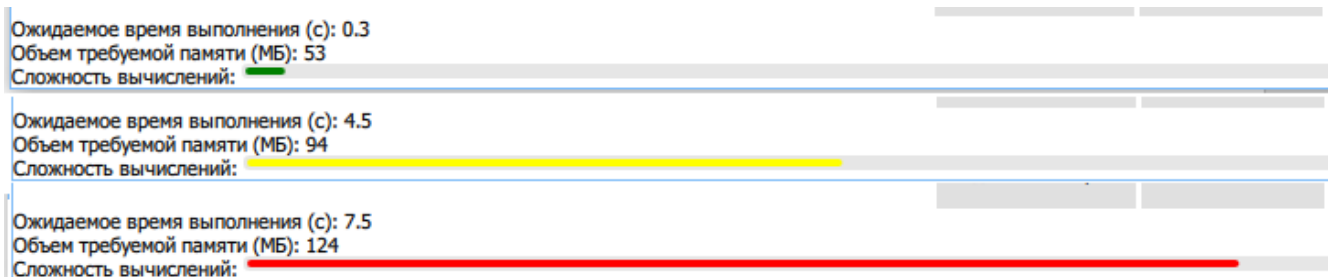 Ожидаемое время выполнения (с): 0.3
Объем требуемой памяти (МБ): 53
Сложность вычислений:
Ожидаемое время выполнения (с): 4.5
Объем требуемой памяти (МБ): 94
Сложность вычислений:
Ожидаемое время выполнения (с): 7.5
Объем требуемой памяти (МБ): 124
Сложность вычислений: